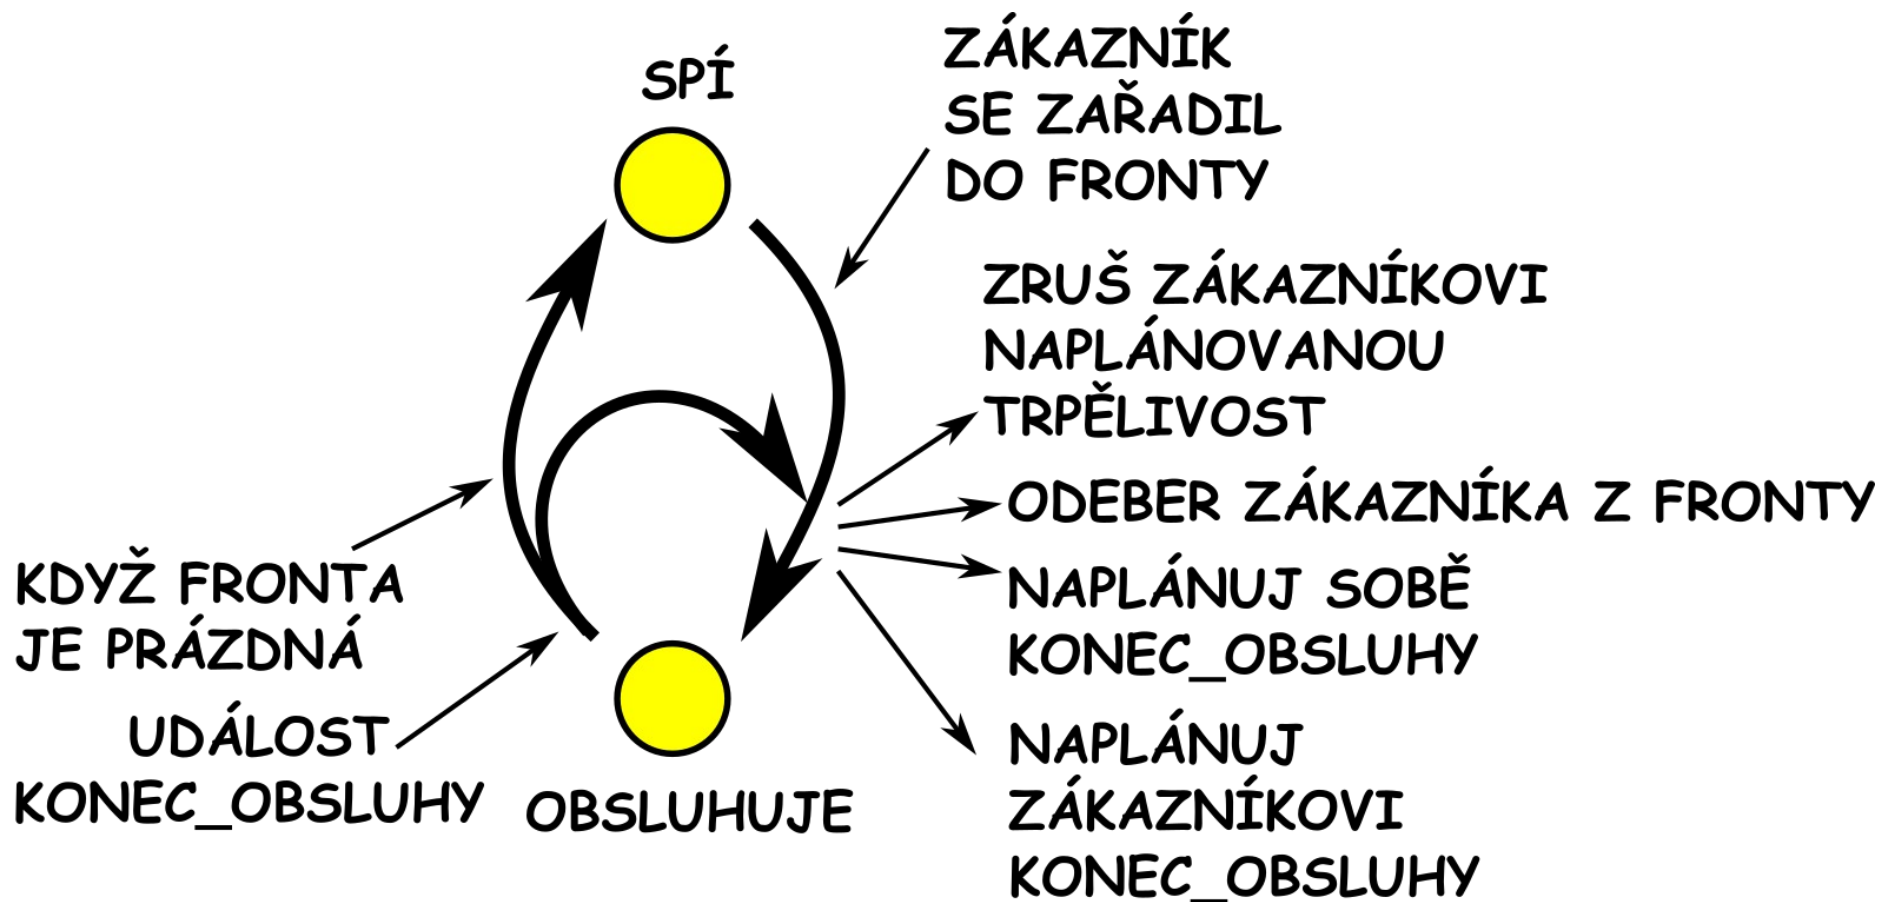 SPÍ
ZÁKAZNÍK
SE ZAŘADIL
DO FRONTY
ZRUŠ ZÁKAZNÍKOVI
NAPLÁNOVANOU
TRPĚLIVOST
ODEBER ZÁKAZNÍKA Z FRONTY
NAPLÁNUJ SOBĚ
KONEC_OBSLUHY
NAPLÁNUJ
ZÁKAZNÍKOVI
KONEC_OBSLUHY
KDYŽ FRONTA
JE PRÁZDNÁ
UDÁLOST
KONEC_OBSLUHY
OBSLUHUJE